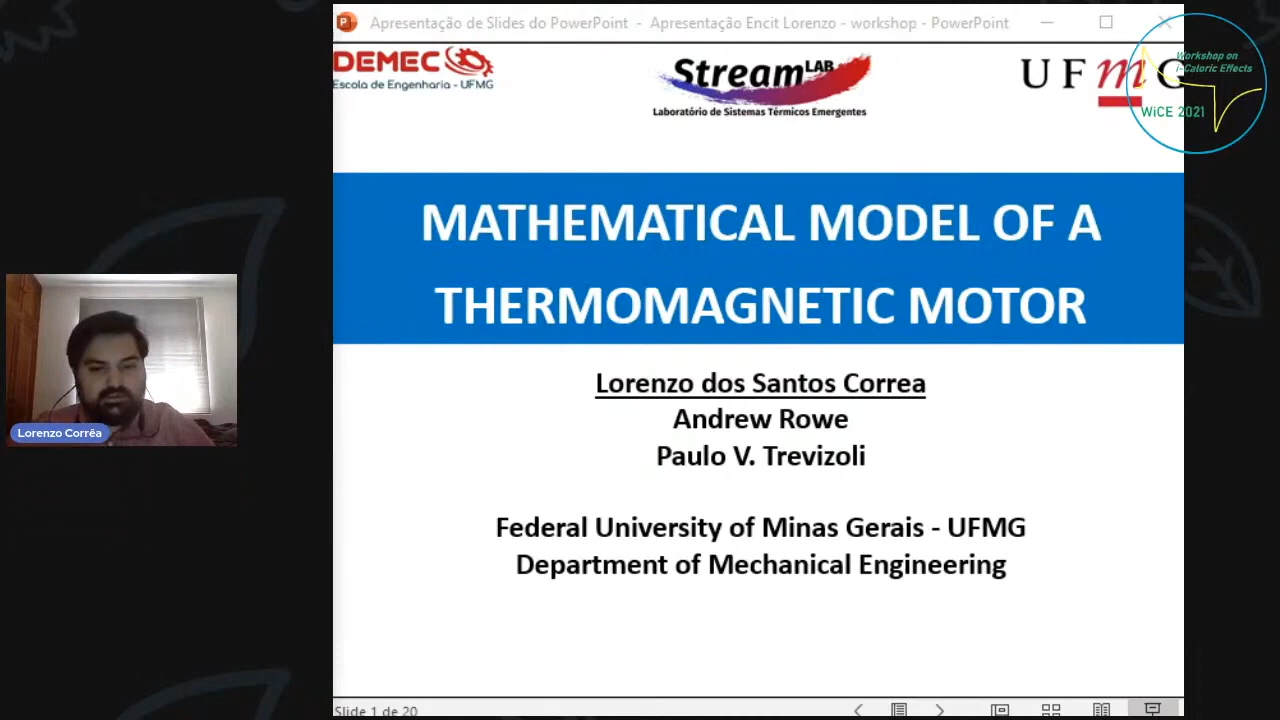 Apresentação de Slides do PowerPoint - Apresentação Encit Lorenzo - workshop - PowerPoint
DEMEC
Escola de Engenharia - UFMG
Stream LAB
Laboratório de Sistemas Térmicos Emergentes
UFmG
Workshop on
i-Caloric Effects
WiCE 2021
MATHEMATICAL MODEL OF A
THERMOMAGNETIC MOTOR
Lorenzo dos Santos Correa
Andrew Rowe
Paulo V. Trevizoli
Federal University of Minas Gerais - UFMG
Department of Mechanical Engineering
Lorenzo Corrêa
Slide 1 de 20